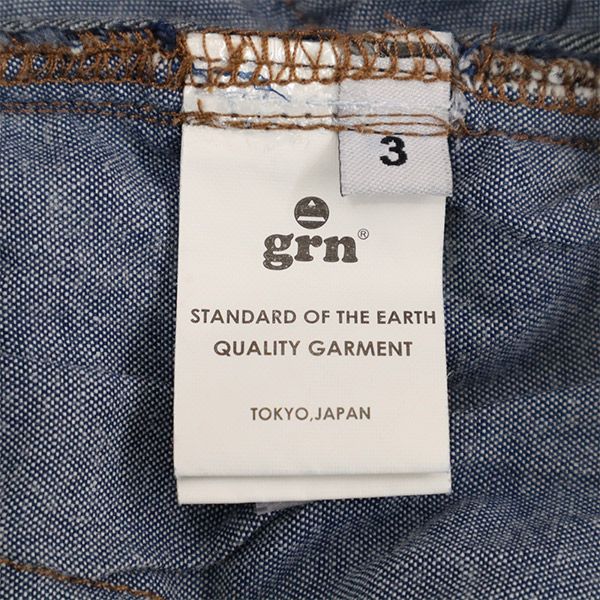 3
grn®
STANDARD OF THE EARTH
QUALITY GARMENT
TOKYO,JAPAN